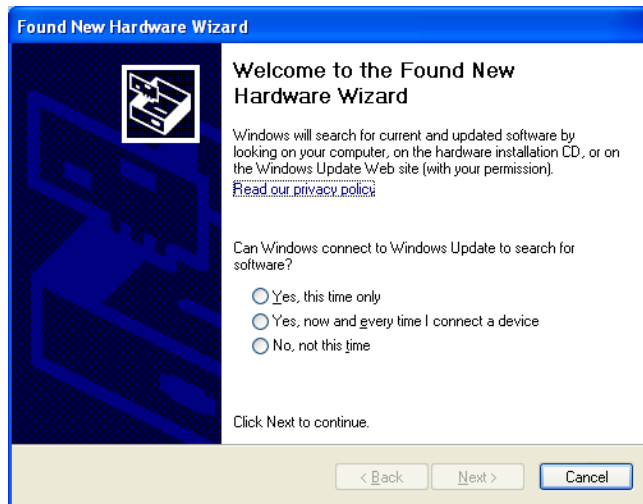 Found New Hardware Wizard
Welcome to the Found New
Hardware Wizard
Windows will search for current and updated software by
looking on your computer, on the hardware installation CD, or on
the Windows Update Web site (with your permission).
Read our privacy policy
Can Windows connect to Windows Update to search for
software?
Yes, this time only
Yes, now and every time I connect a device
No, not this time
Click Next to continue.
< Back Next > Cancel